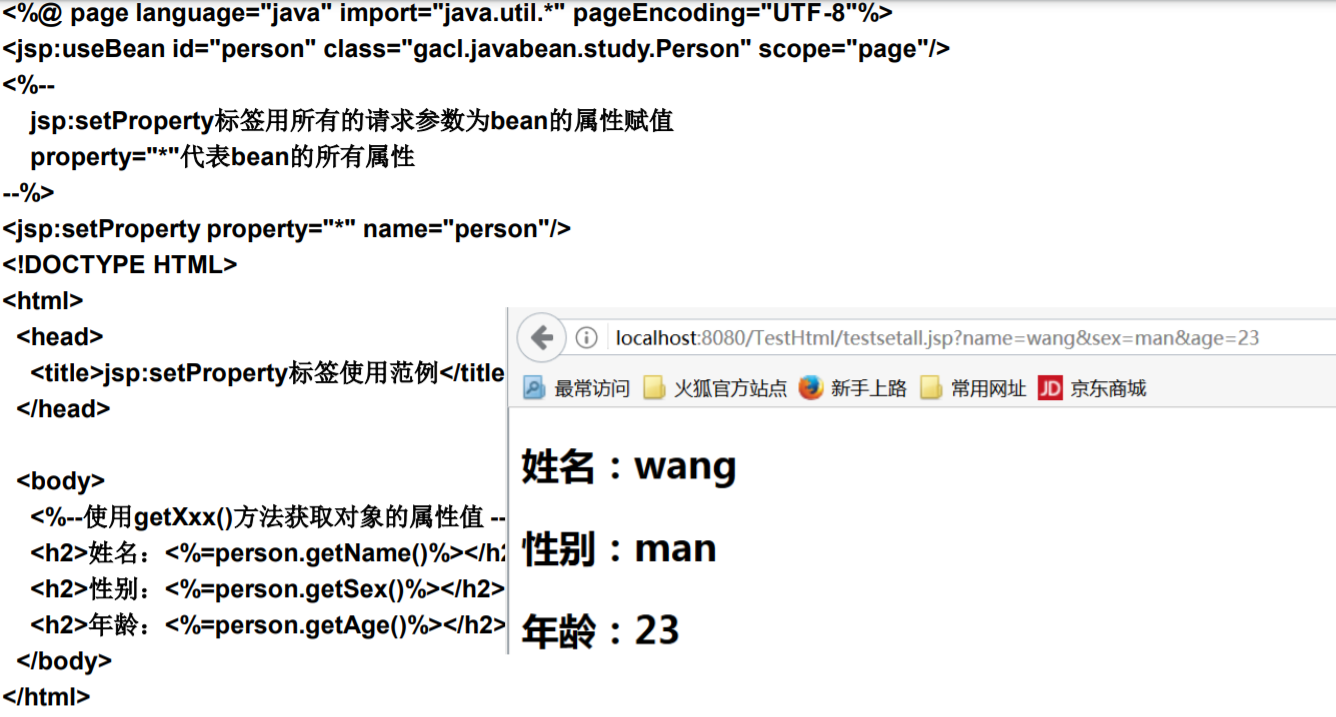 <%@ page language="java" import="java.util.*" pageEncoding="UTF-8"%>
<jsp:useBean id="person" class="gacl.javabean.study.Person" scope="page"/>
<%--
jsp:setProperty标签用所有的请求参数为bean的属性赋值
property="*"代表bean的所有属性
--%>
<jsp:setProperty property="*" name="person"/>
<!DOCTYPE HTML>
<html>
<head>
<title>jsp:setProperty标签使用范例</title
</head>
<body>
<%--使用getXxx()方法获取对象的属性值 --
<h2>姓名：<%=person.getName()%></h2
<h2>性别：<%=person.getSex()%></h2>
<h2>年龄：<%=person.getAge()%></h2>
</body>
</html>
localhost:8080/TestHtml/testsetall.jsp?name=wang&sex=man&age=23
最常访问 火狐官方站点 新手上路 常用网址 JD 京东商城
姓名：wang
性别：man
年龄：23